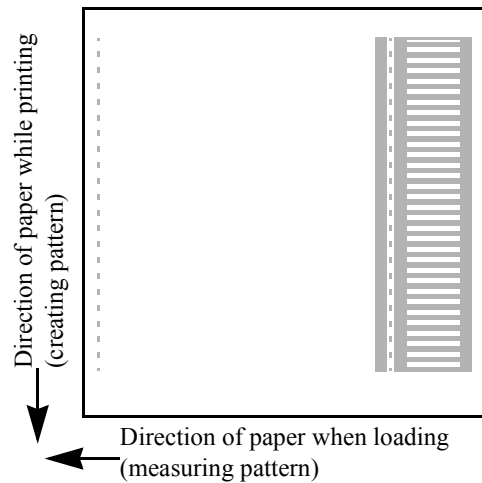 Direction of paper while printing
(creating pattern)
Direction of paper when loading
(measuring pattern)